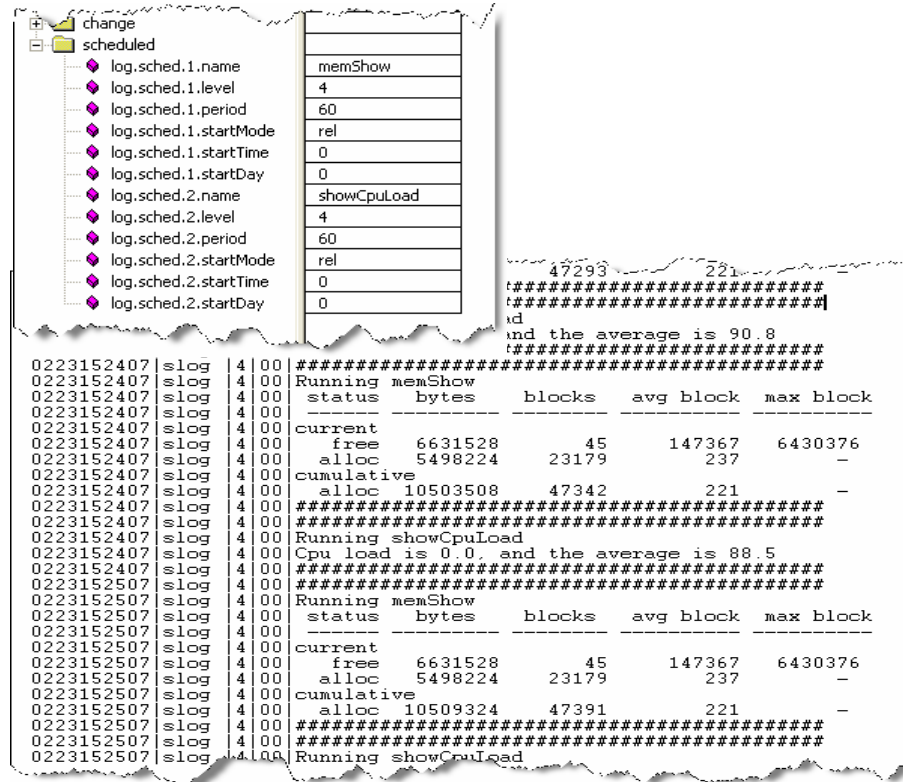 change
scheduled
log.sched.1.name memShow
log.sched.1.level 4
log.sched.1.period 60
log.sched.1.startMode rel
log.sched.1.startTime 0
log.sched.1.startDay 0
log.sched.2.name showCpuLoad
log.sched.2.level 4
log.sched.2.period 60
log.sched.2.startMode rel
log.sched.2.startTime 0
log.sched.2.startDay 0
47293 221 -
############################
############################
ad
and the average is 90.8
############################
0223152407|slog |4|00|##############################################
0223152407|slog |4|00|Running memShow
0223152407|slog |4|00| status bytes blocks avg block max block
0223152407|slog |4|00| ------ --------- -------- ---------- ----------
0223152407|slog |4|00|current
0223152407|slog |4|00| free 6631528 45 147367 6430376
0223152407|slog |4|00| alloc 5498224 23179 237 -
0223152407|slog |4|00|cumulative
0223152407|slog |4|00| alloc 10503508 47342 221 -
0223152407|slog |4|00|##############################################
0223152407|slog |4|00|##############################################
0223152407|slog |4|00|Running showCpuLoad
0223152407|slog |4|00|Cpu load is 0.0, and the average is 88.5
0223152407|slog |4|00|##############################################
0223152507|slog |4|00|##############################################
0223152507|slog |4|00|Running memShow
0223152507|slog |4|00| status bytes blocks avg block max block
0223152507|slog |4|00| ------ --------- -------- ---------- ----------
0223152507|slog |4|00|current
0223152507|slog |4|00| free 6631528 45 147367 6430376
0223152507|slog |4|00| alloc 5498224 23179 237 -
0223152507|slog |4|00|cumulative
0223152507|slog |4|00| alloc 10509324 47391 221 -
0223152507|slog |4|00|##############################################
0223152507|slog |4|00|##############################################
0223152507|slog |4|00|Running showCpuLoad